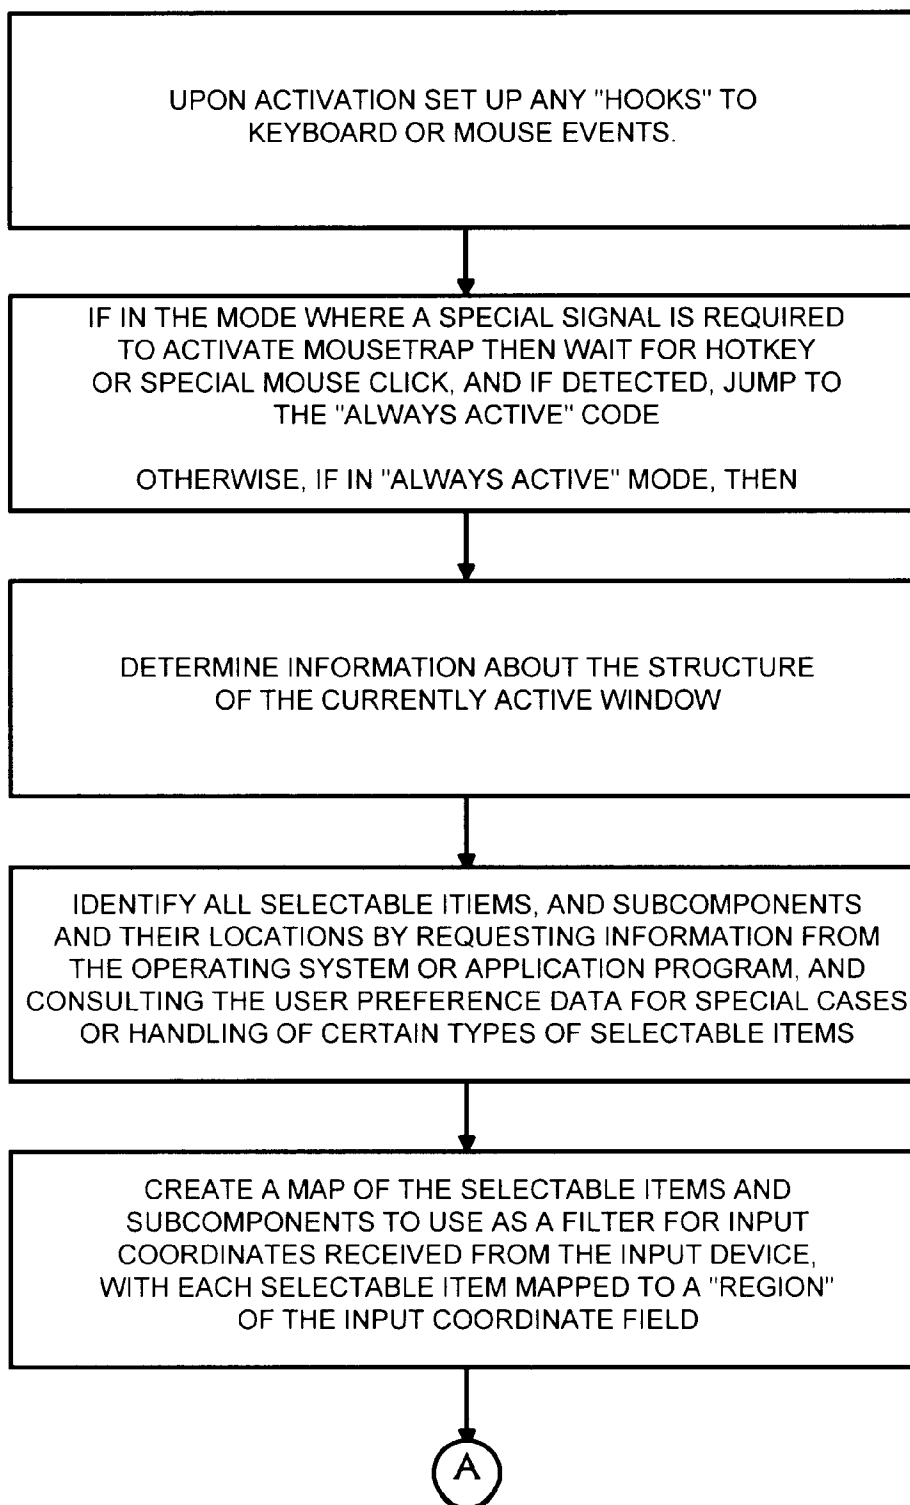 UPON ACTIVATION SET UP ANY "HOOKS" TO
KEYBOARD OR MOUSE EVENTS.
IF IN THE MODE WHERE A SPECIAL SIGNAL IS REQUIRED
TO ACTIVATE MOUSETRAP THEN WAIT FOR HOTKEY
OR SPECIAL MOUSE CLICK, AND IF DETECTED, JUMP TO
THE "ALWAYS ACTIVE" CODE
OTHERWISE, IF IN "ALWAYS ACTIVE" MODE, THEN
DETERMINE INFORMATION ABOUT THE STRUCTURE
OF THE CURRENTLY ACTIVE WINDOW
IDENTIFY ALL SELECTABLE ITIEMS, AND SUBCOMPONENTS
AND THEIR LOCATIONS BY REQUESTING INFORMATION FROM
THE OPERATING SYSTEM OR APPLICATION PROGRAM, AND
CONSULTING THE USER PREFERENCE DATA FOR SPECIAL CASES
OR HANDLING OF CERTAIN TYPES OF SELECTABLE ITEMS
CREATE A MAP OF THE SELECTABLE ITEMS AND
SUBCOMPONENTS TO USE AS A FILTER FOR INPUT
COORDINATES RECEIVED FROM THE INPUT DEVICE,
WITH EACH SELECTABLE ITEM MAPPED TO A "REGION"
OF THE INPUT COORDINATE FIELD
A